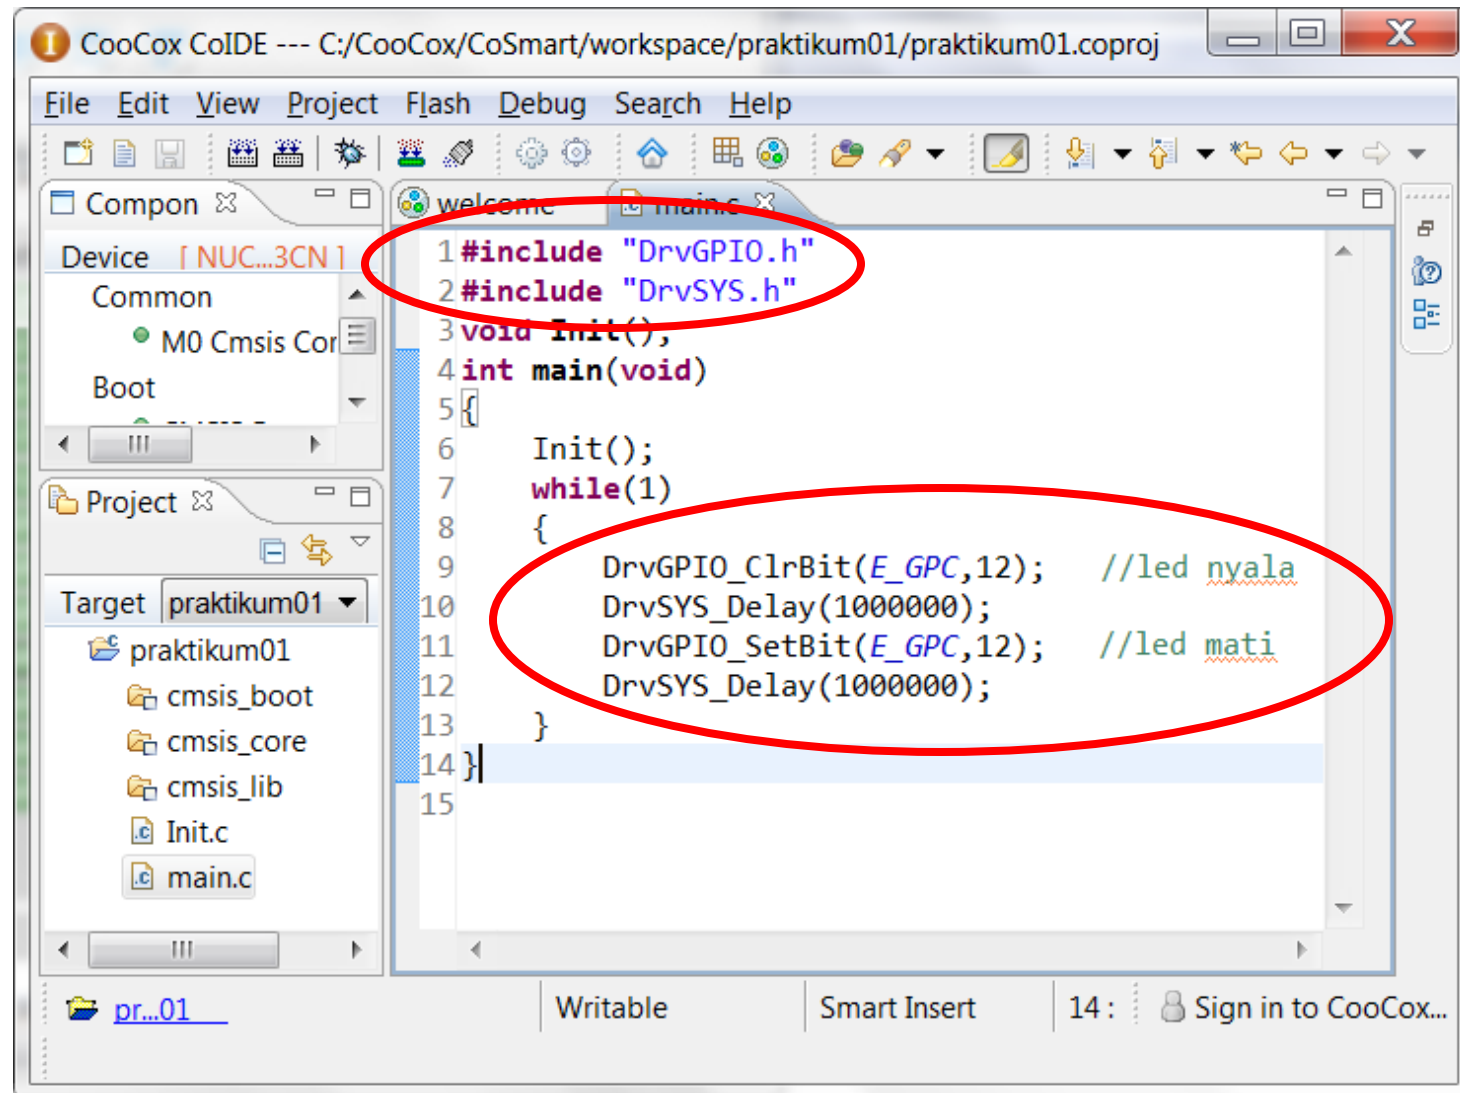 CooCox CoIDE --- C:/CooCox/CoSmart/workspace/praktikum01/praktikum01.coproj
File Edit View Project Flash Debug Search Help
Compon
Device [ NUC...3CN ]
Common
M0 Cmsis Cor
Boot
Project
Target praktikum01
praktikum01
cmsis_boot
cmsis_core
cmsis_lib
Init.c
main.c
welcome main.c
1 #include "DrvGPIO.h"
2 #include "DrvSYS.h"
3 void Init();
4 int main(void)
5 {
6 Init();
7 while(1)
8 {
9 DrvGPIO_ClrBit(E_GPC,12); //led nyala
10 DrvSYS_Delay(1000000);
11 DrvGPIO_SetBit(E_GPC,12); //led mati
12 DrvSYS_Delay(1000000);
13 }
14 }
15
pr...01 Writable Smart Insert 14 : Sign in to CooCox...